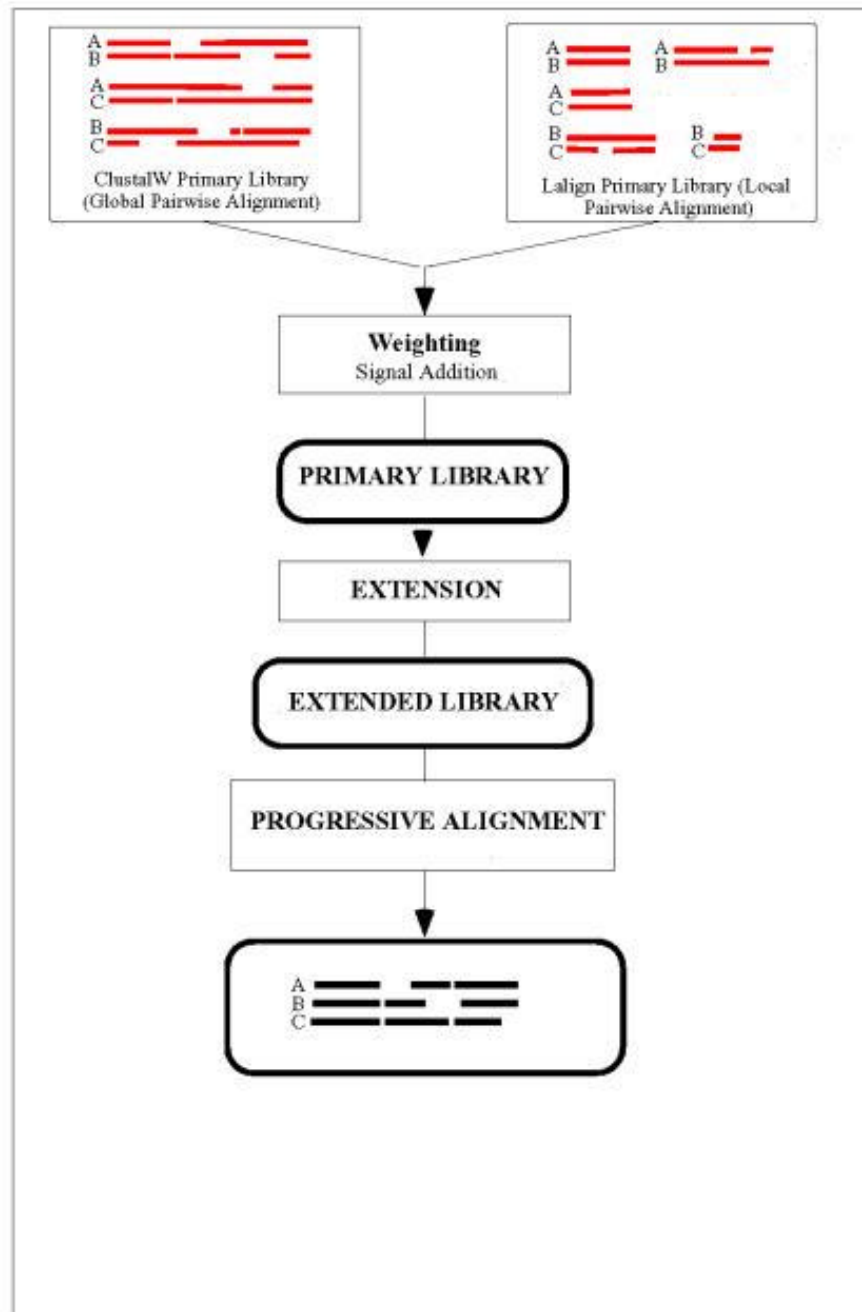 A
B
A
C
B
C
ClustalW Primary Library
(Global Pairwise Alignment)
A
B
A
B
A
C
B
C
B
C
Lalign Primary Library (Local
Pairwise Alignment)
Weighting
Signal Addition
PRIMARY LIBRARY
EXTENSION
EXTENDED LIBRARY
PROGRESSIVE ALIGNMENT
A
B
C